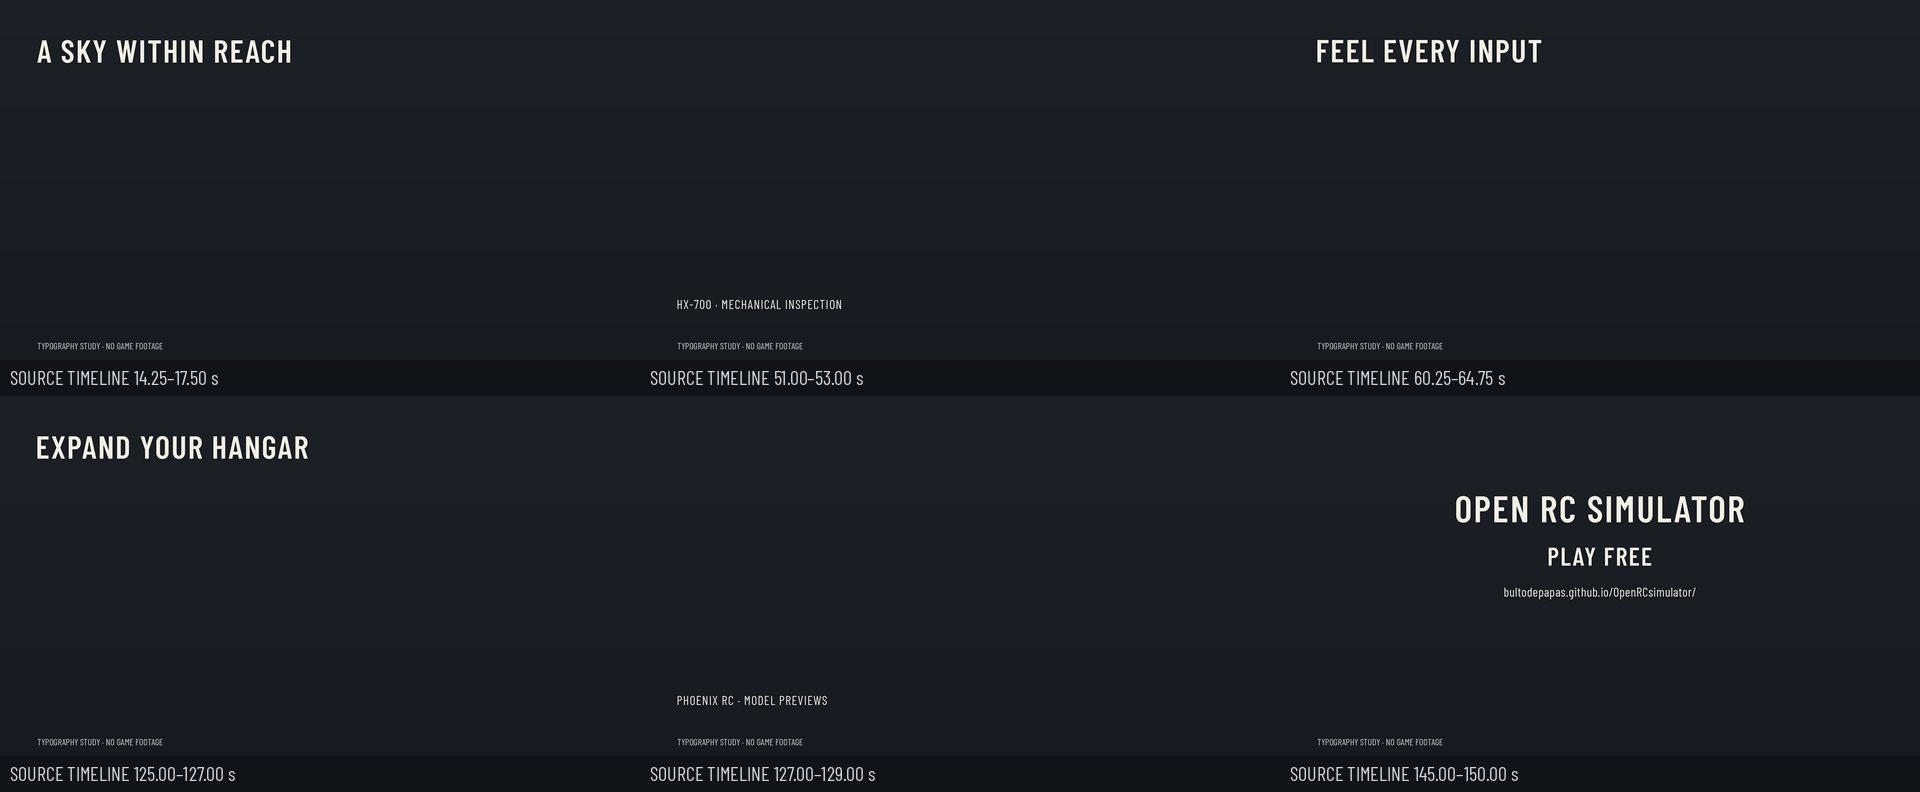 A SKY WITHIN REACH
TYPOGRAPHY STUDY · NO GAME FOOTAGE
SOURCE TIMELINE 14.25–17.50 s
HX-700 · MECHANICAL INSPECTION
TYPOGRAPHY STUDY · NO GAME FOOTAGE
SOURCE TIMELINE 51.00–53.00 s
FEEL EVERY INPUT
TYPOGRAPHY STUDY · NO GAME FOOTAGE
SOURCE TIMELINE 60.25–64.75 s
EXPAND YOUR HANGAR
TYPOGRAPHY STUDY · NO GAME FOOTAGE
SOURCE TIMELINE 125.00–127.00 s
PHOENIX RC · MODEL PREVIEWS
TYPOGRAPHY STUDY · NO GAME FOOTAGE
SOURCE TIMELINE 127.00–129.00 s
OPEN RC SIMULATOR
PLAY FREE
bultodepapas.github.io/OpenRCsimulator/
TYPOGRAPHY STUDY · NO GAME FOOTAGE
SOURCE TIMELINE 145.00–150.00 s